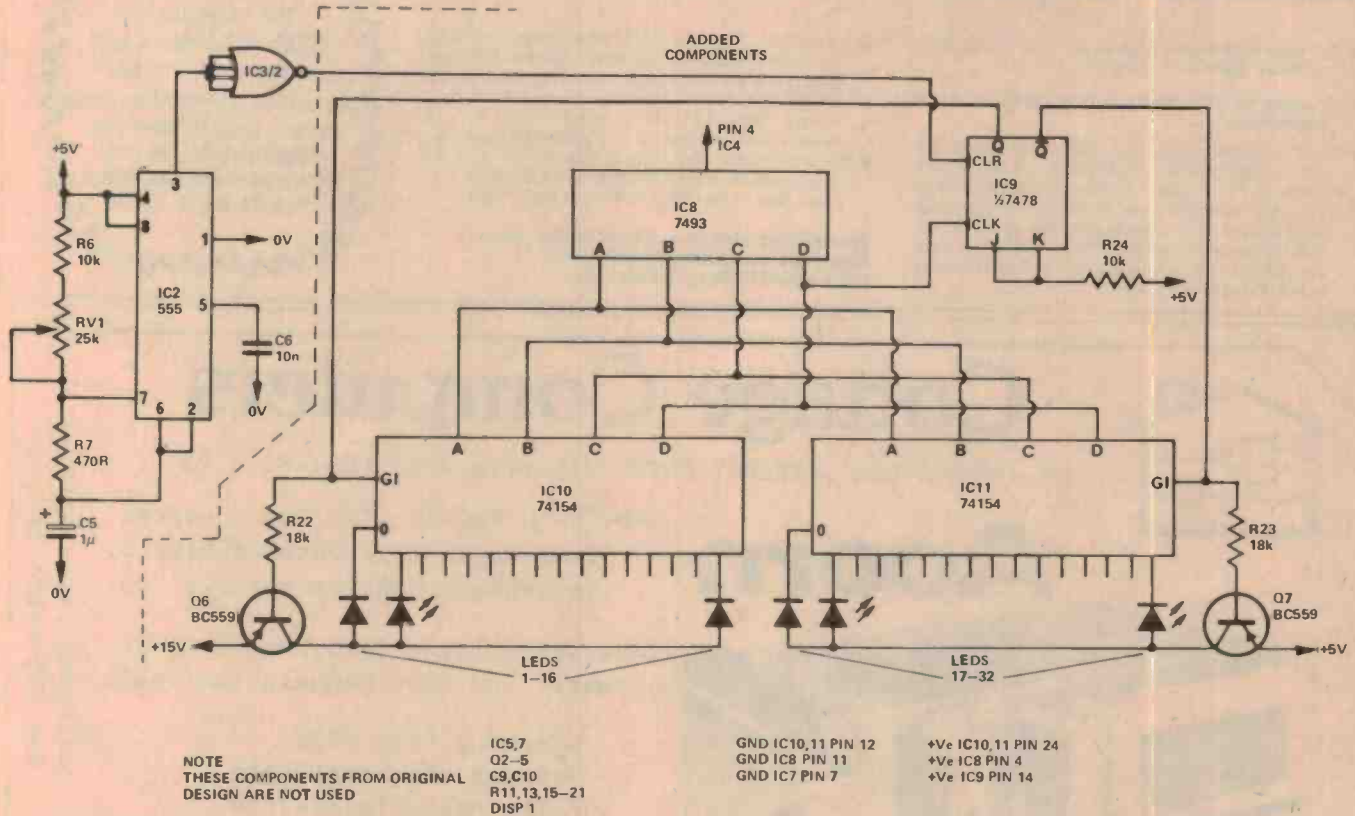 ADDED
COMPONENTS
IC3/2
PIN 4
IC4
+5V
3
4
8
1
0V
R6
10k
IC2
555
5
RV1
25k
C6
10n
0V
7
6 2
R7
470R
C5
1µ
+
0V
IC8
7493
A B C D
Q Q
CLR
IC9
½7478
CLK
J K
R24
10k
+5V
A B C D
GI
IC10
74154
0
A B C D
GI
IC11
74154
0
R22
18k
R23
18k
Q6
BC559
+15V
LEDS
1–16
LEDS
17–32
Q7
BC559
+5V
NOTE
THESE COMPONENTS FROM ORIGINAL
DESIGN ARE NOT USED
IC5,7
Q2–5
C9,C10
R11,13,15–21
DISP 1
GND IC10,11 PIN 12
GND IC8 PIN 11
GND IC7 PIN 7
+Ve IC10,11 PIN 24
+Ve IC8 PIN 4
+Ve IC9 PIN 14